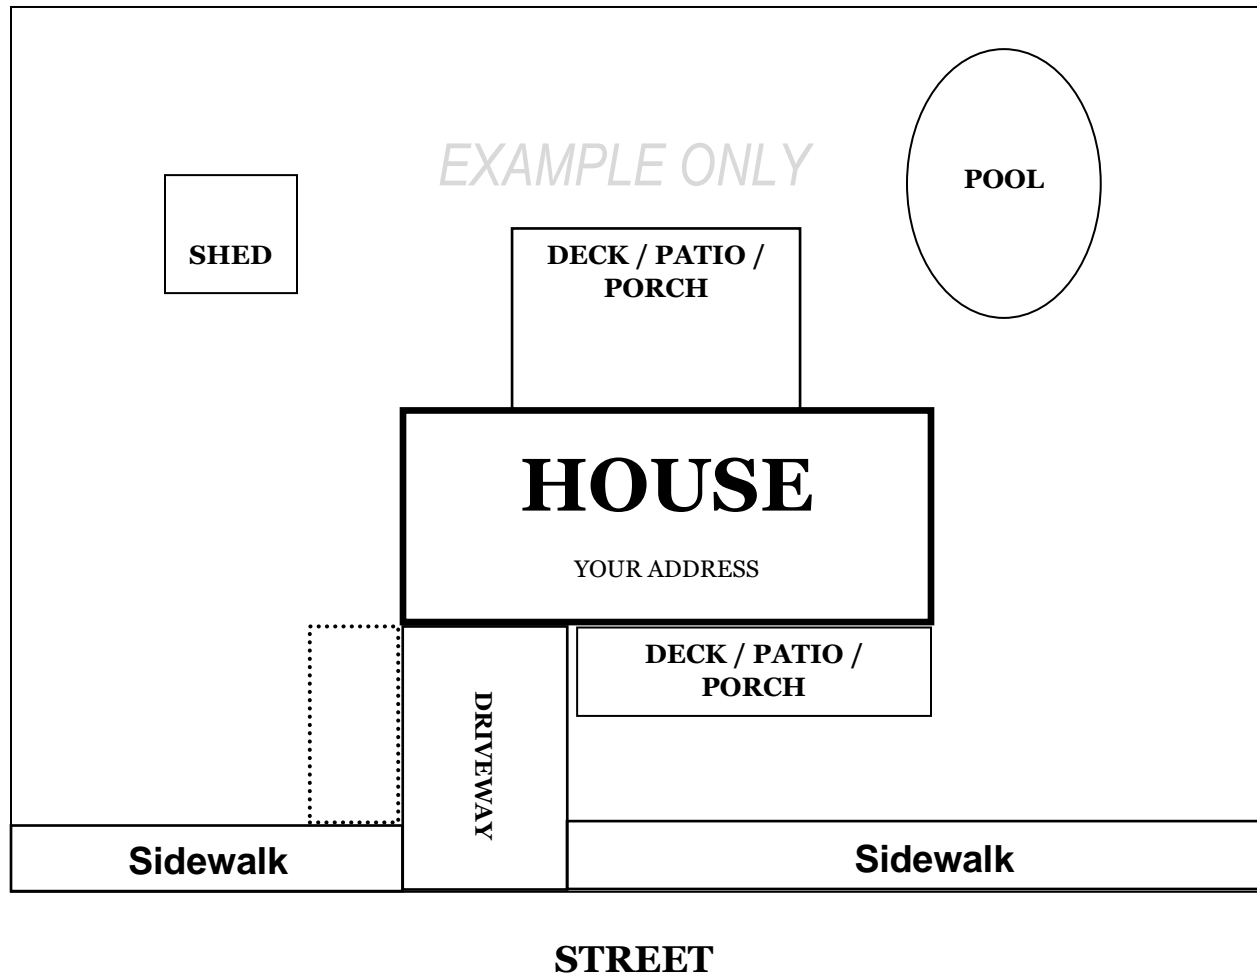 EXAMPLE ONLY
POOL
SHED
DECK / PATIO /
PORCH
HOUSE
YOUR ADDRESS
DECK / PATIO /
PORCH
DRIVEWAY
Sidewalk
Sidewalk
STREET